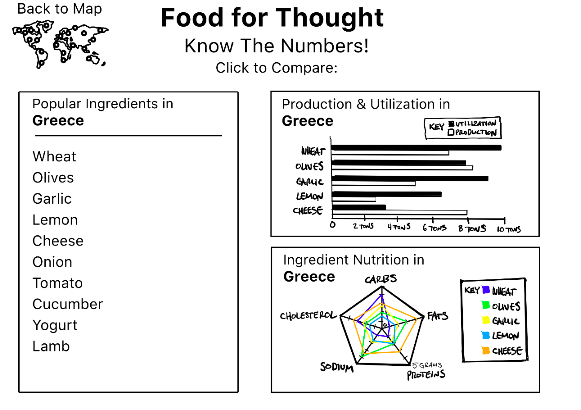 Back to Map
Food for Thought
Know The Numbers!
Click to Compare:
Popular Ingredients in
Greece
Wheat
Olives
Garlic
Lemon
Cheese
Onion
Tomato
Cucumber
Yogurt
Lamb
Production & Utilization in
Greece
KEY UTILIZATION
PRODUCTION
WHEAT
OLIVES
GARLIC
LEMON
CHEESE
0 2 TONS 4 TONS 6 TONS 8 TONS 10 TONS
Ingredient Nutrition in
Greece
CARBS
CHOLESTEROL
FATS
SODIUM
5 GRAMS
PROTEINS
KEY WHEAT
OLIVES
GARLIC
LEMON
CHEESE